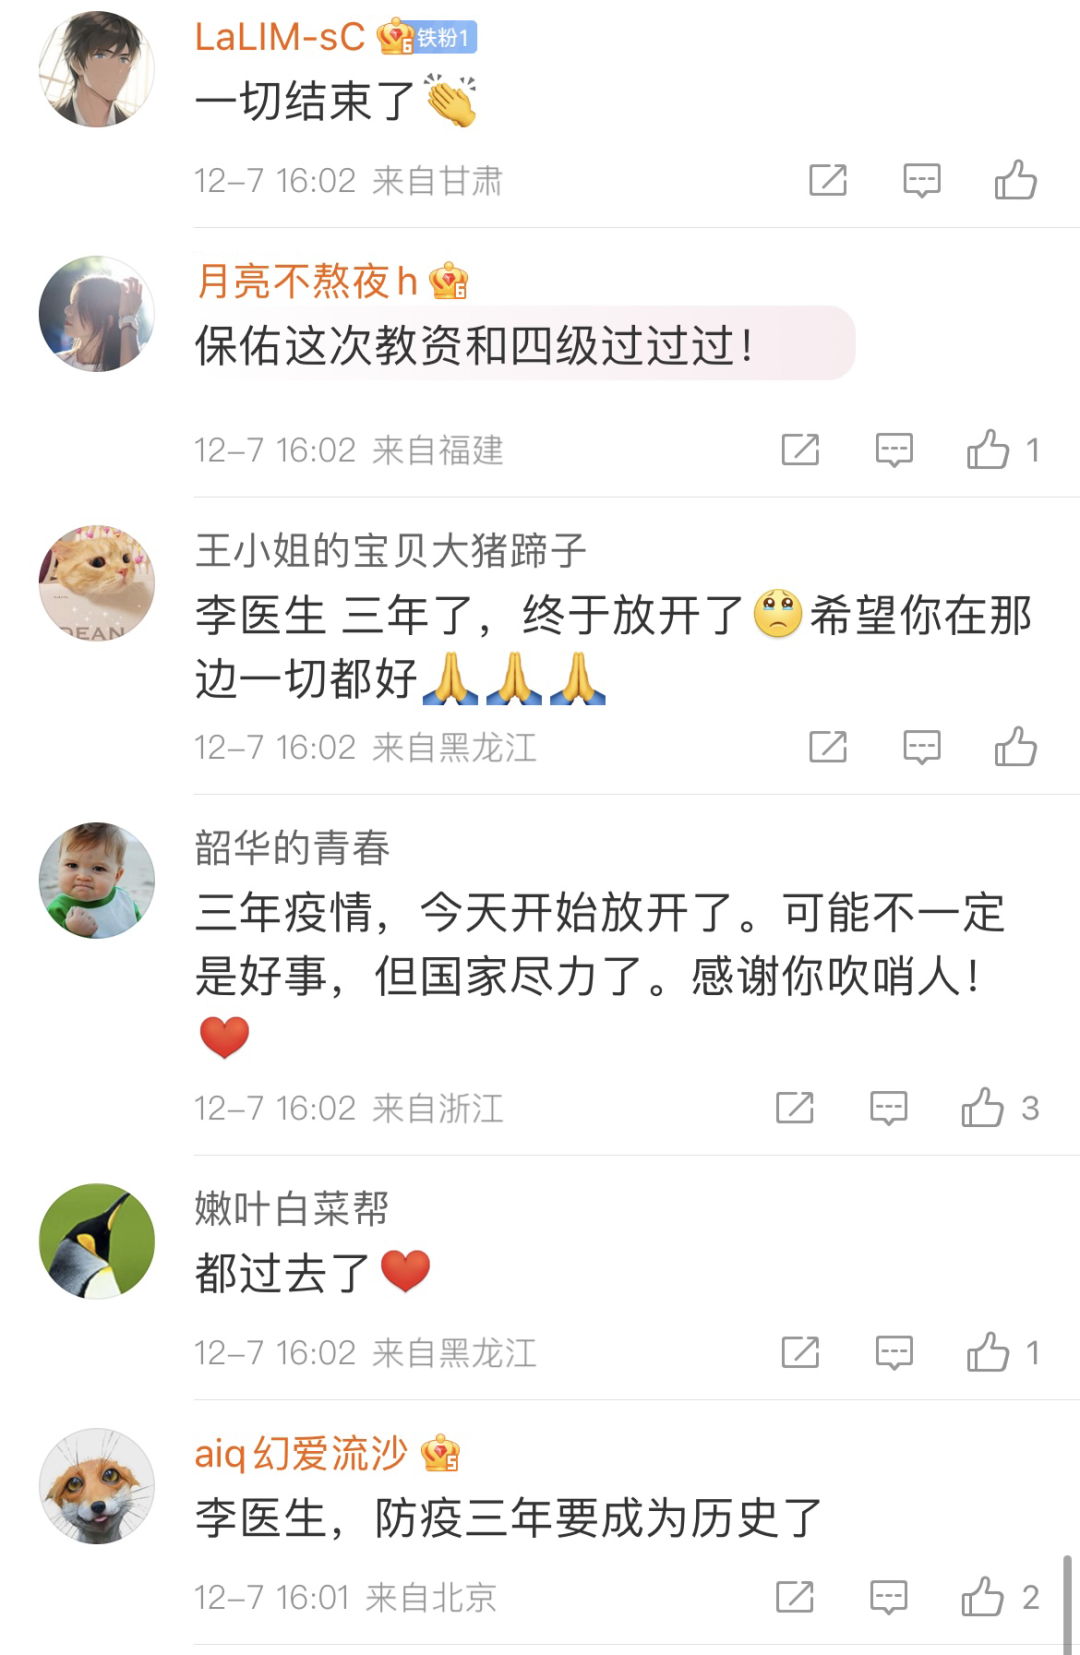 LaLIM-sC 6 铁粉1
一切结束了👏
12-7 16:02 来自甘肃
月亮不熬夜h 6
保佑这次教资和四级过过过！
12-7 16:02 来自福建 1
王小姐的宝贝大猪蹄子
DEAN
李医生 三年了，终于放开了🥺希望你在那
边一切都好🙏🙏🙏
12-7 16:02 来自黑龙江
韶华的青春
三年疫情，今天开始放开了。可能不一定
是好事，但国家尽力了。感谢你吹哨人！
❤️
12-7 16:02 来自浙江 3
嫩叶白菜帮
都过去了❤️
12-7 16:02 来自黑龙江 1
aiq幻爱流沙 5
李医生，防疫三年要成为历史了
12-7 16:01 来自北京 2